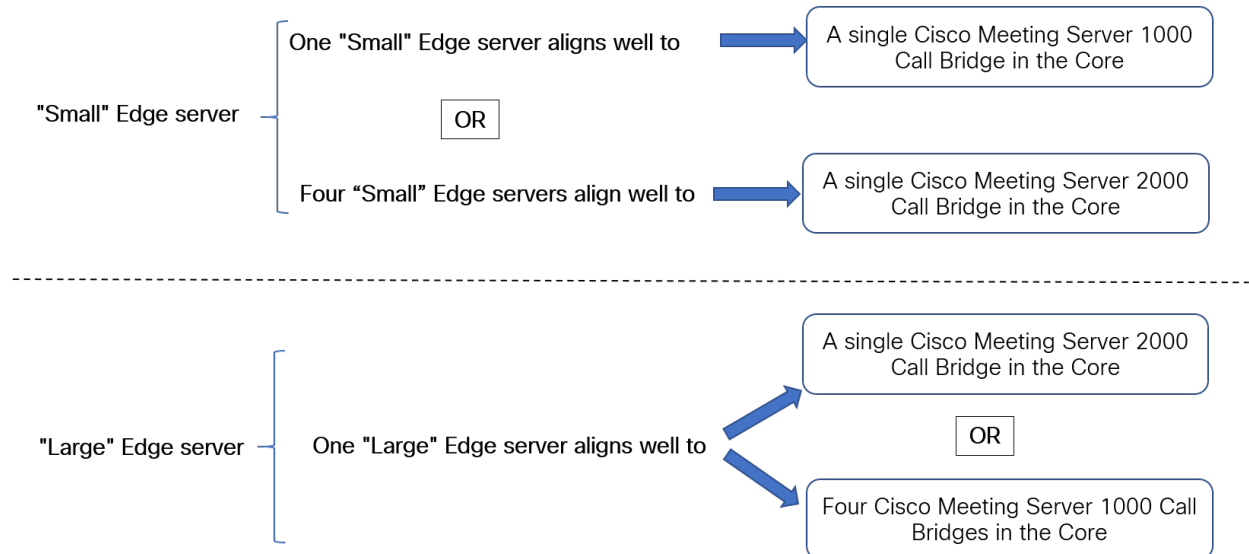 One "Small" Edge server aligns well to
A single Cisco Meeting Server 1000
Call Bridge in the Core
"Small" Edge server
OR
Four “Small” Edge servers align well to
A single Cisco Meeting Server 2000
Call Bridge in the Core
A single Cisco Meeting Server 2000
Call Bridge in the Core
"Large" Edge server
One "Large" Edge server aligns well to
OR
Four Cisco Meeting Server 1000 Call
Bridges in the Core